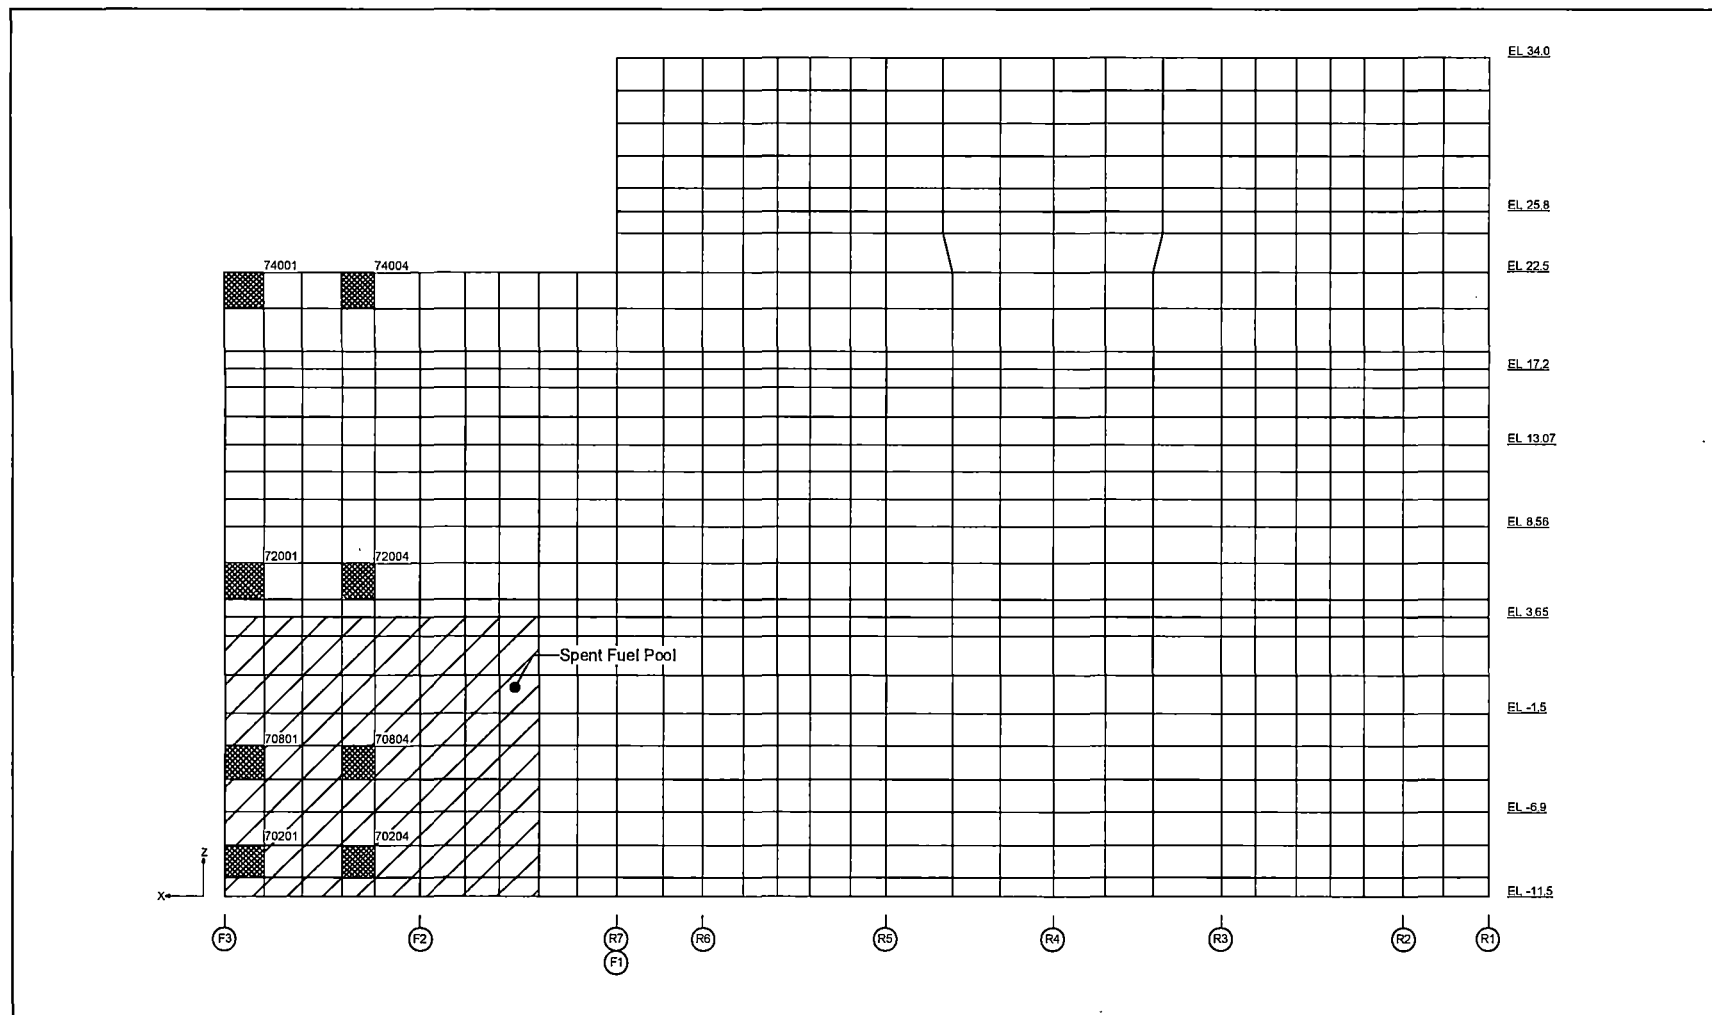 EL 34.0
EL 25.8
74001 74004 EL 22.5
EL 17.2
EL 13.07
EL 8.56
72001 72004
EL 3.65
Spent Fuel Pool
EL -1.5
70801 70804
EL -6.9
70201 70204
Z
X
EL -11.5
F3 F2 R7 R6 R5 R4 R3 R2 R1
F1